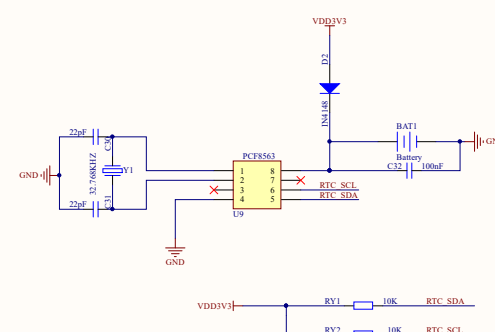 VDD3V3
D2
IN4148
BAT1
Battery
C32 100nF
22pF
C30
GND
32.768KHZ
Y1
22pF
C31
PCF8563
1 8
2 7
3 6 RTC_SCL
4 5 RTC_SDA
U9
GND
VDD3V3 RY1 10K RTC_SDA
RY2 10K RTC_SCL